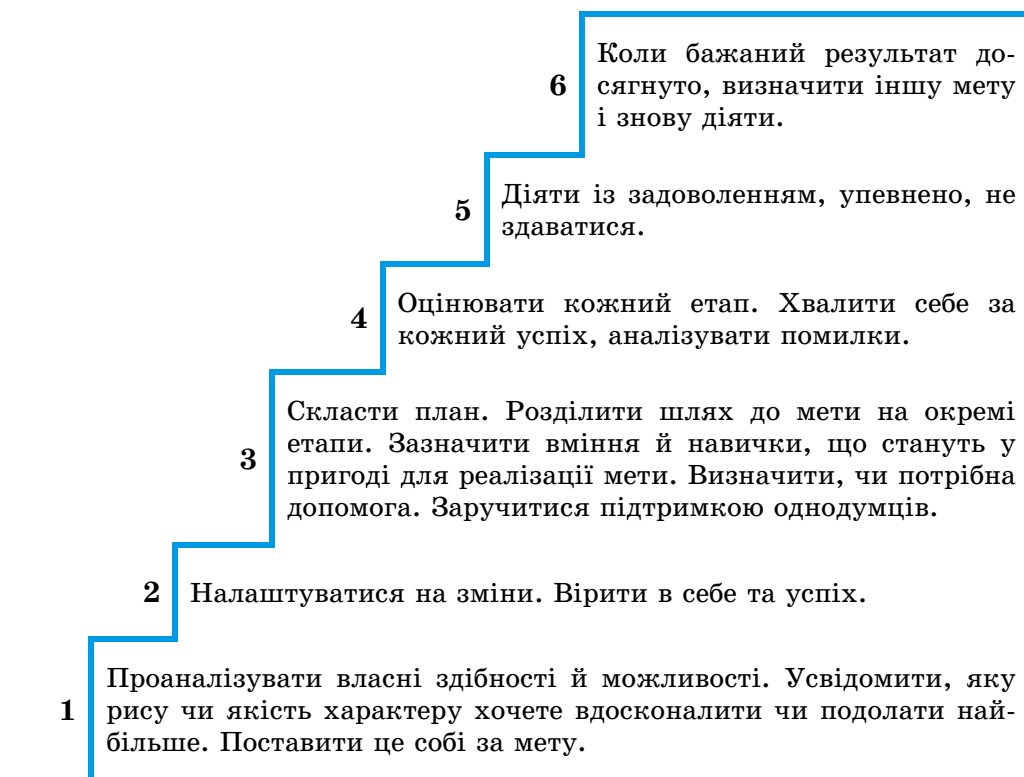 6
Коли бажаний результат до-
сягнуто, визначити іншу мету
і знову діяти.
5
Діяти із задоволенням, упевнено, не
здаватися.
4
Оцінювати кожний етап. Хвалити себе за
кожний успіх, аналізувати помилки.
3
Скласти план. Розділити шлях до мети на окремі
етапи. Зазначити вміння й навички, що стануть у
пригоді для реалізації мети. Визначити, чи потрібна
допомога. Заручитися підтримкою однодумців.
2
Налаштуватися на зміни. Вірити в себе та успіх.
1
Проаналізувати власні здібності й можливості. Усвідомити, яку
рису чи якість характеру хочете вдосконалити чи подолати най-
більше. Поставити це собі за мету.